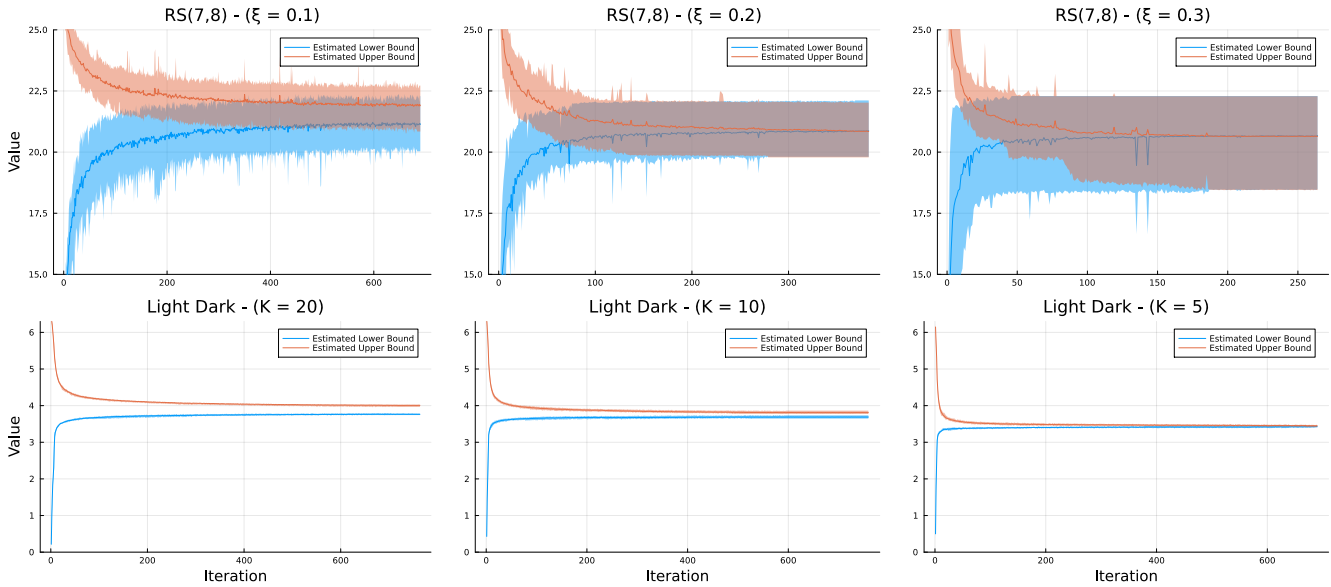 RS(7,8) - (ξ = 0.1)
25.0
22.5
20.0
17.5
15.0
Value
0
200
400
600
Estimated Lower Bound
Estimated Upper Bound
RS(7,8) - (ξ = 0.2)
25.0
22.5
20.0
17.5
15.0
0
100
200
300
Estimated Lower Bound
Estimated Upper Bound
RS(7,8) - (ξ = 0.3)
25.0
22.5
20.0
17.5
15.0
0
50
100
150
200
250
Estimated Lower Bound
Estimated Upper Bound
Light Dark - (K = 20)
6
5
4
3
2
1
0
Value
200
400
600
Iteration
Estimated Lower Bound
Estimated Upper Bound
Light Dark - (K = 10)
6
5
4
3
2
1
0
0
200
400
600
Iteration
Estimated Lower Bound
Estimated Upper Bound
Light Dark - (K = 5)
6
5
4
3
2
1
0
0
200
400
600
Iteration
Estimated Lower Bound
Estimated Upper Bound